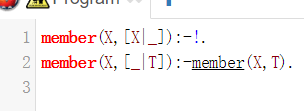 Program
1 member(X,[X|_]):-!.
2 member(X,[_|T]):-member(X,T).
3